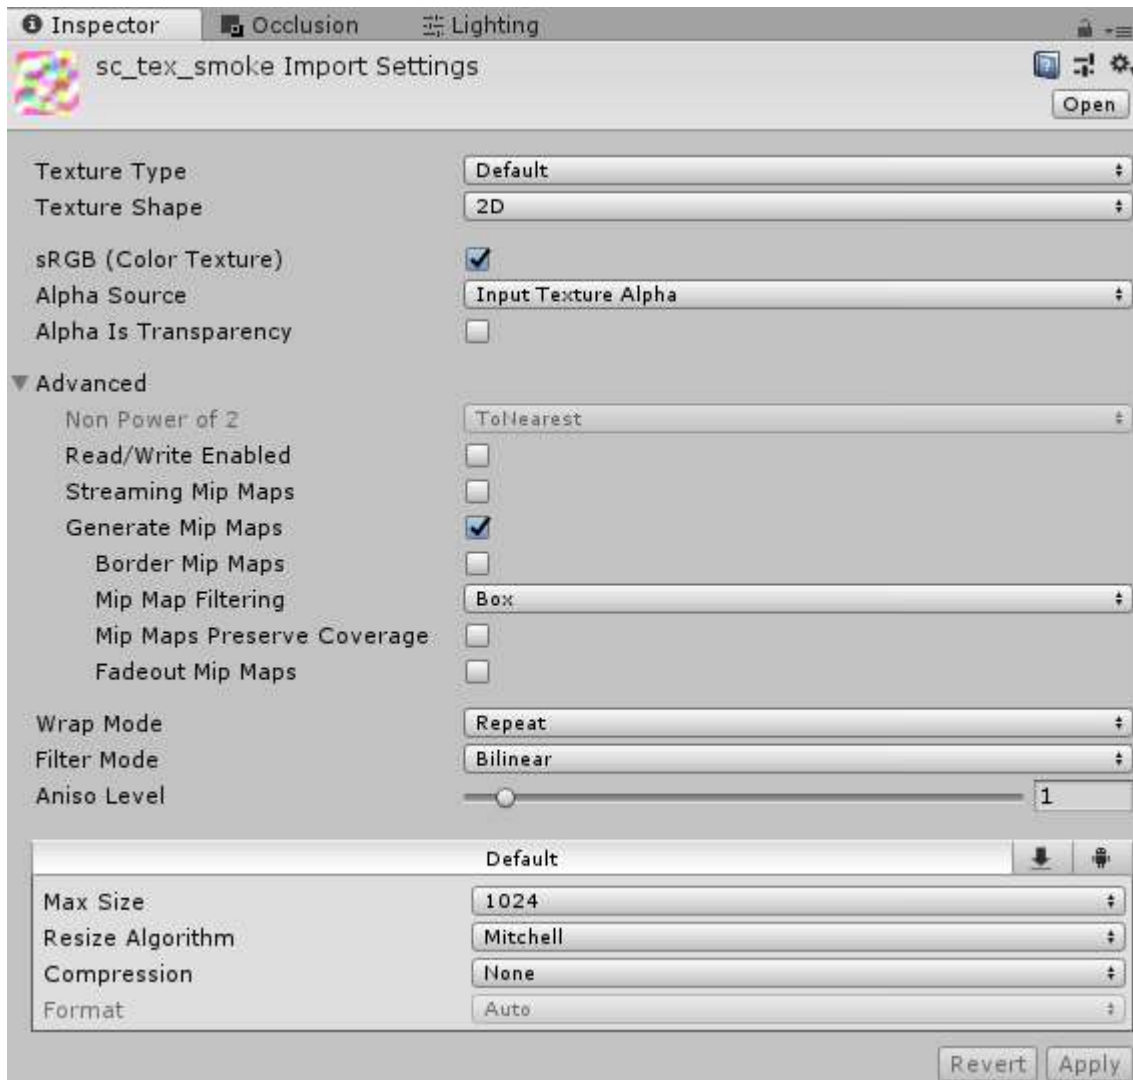 Inspector Occlusion Lighting
sc_tex_smoke Import Settings
Open
Texture Type Default
Texture Shape 2D
sRGB (Color Texture)
Alpha Source Input Texture Alpha
Alpha Is Transparency
Advanced
Non Power of 2 ToNearest
Read/Write Enabled
Streaming Mip Maps
Generate Mip Maps
Border Mip Maps
Mip Map Filtering Box
Mip Maps Preserve Coverage
Fadeout Mip Maps
Wrap Mode Repeat
Filter Mode Bilinear
Aniso Level 1
Default
Max Size 1024
Resize Algorithm Mitchell
Compression None
Format Auto
Revert Apply